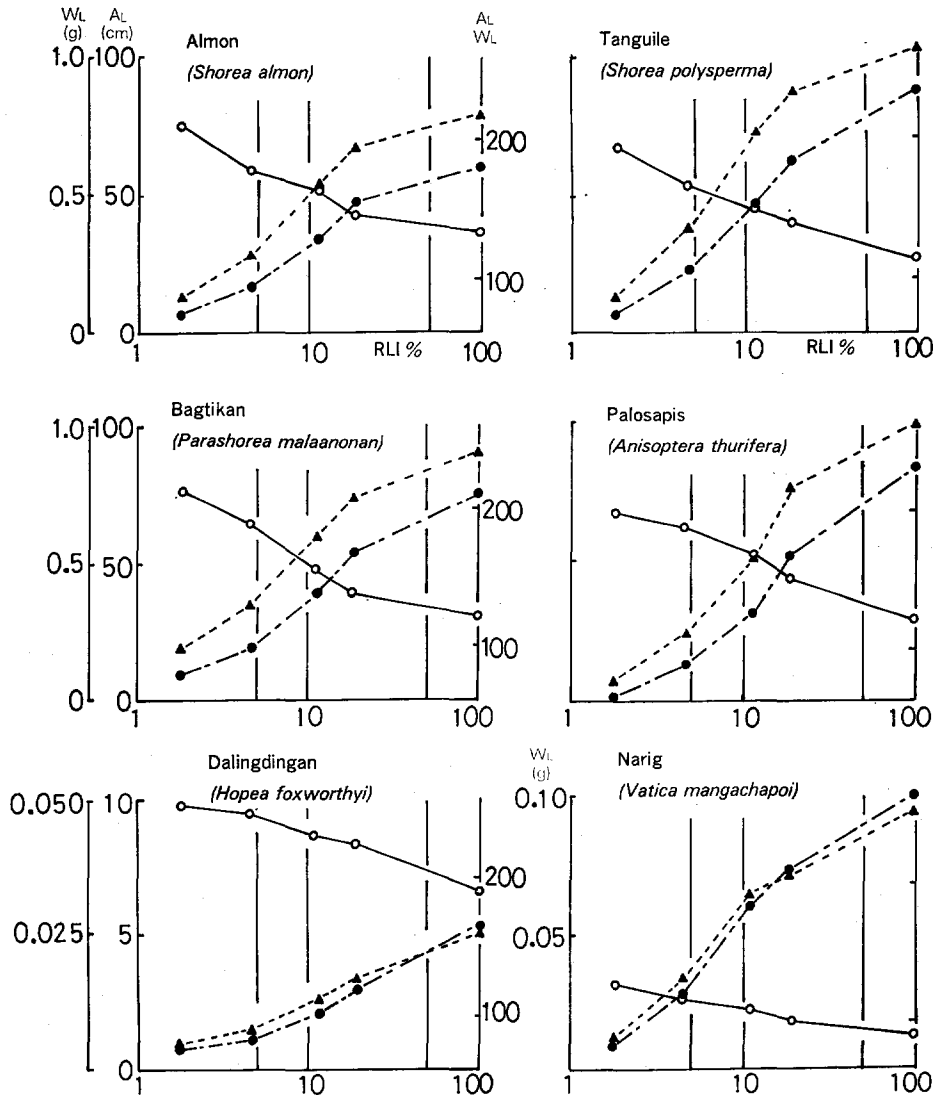 WL AL AL
(g) (cm) WL
Almon
(Shorea almon)
1.0 100
0.5 50
0 0
200
100
1 10 RLI % 100
Tanguile
(Shorea polysperma)
1 10 RLI % 100
Bagtikan
(Parashorea malaanonan)
1.0 100
0.5 50
0 0
200
100
1 10 100
Palosapis
(Anisoptera thurifera)
1 10 100
Dalingdingan
(Hopea foxworthyi)
0.050 10
0.025 5
0
200
100
1 10 100
WL
(g)
Narig
(Vatica mangachapoi)
0.10
0.05
1 10 100